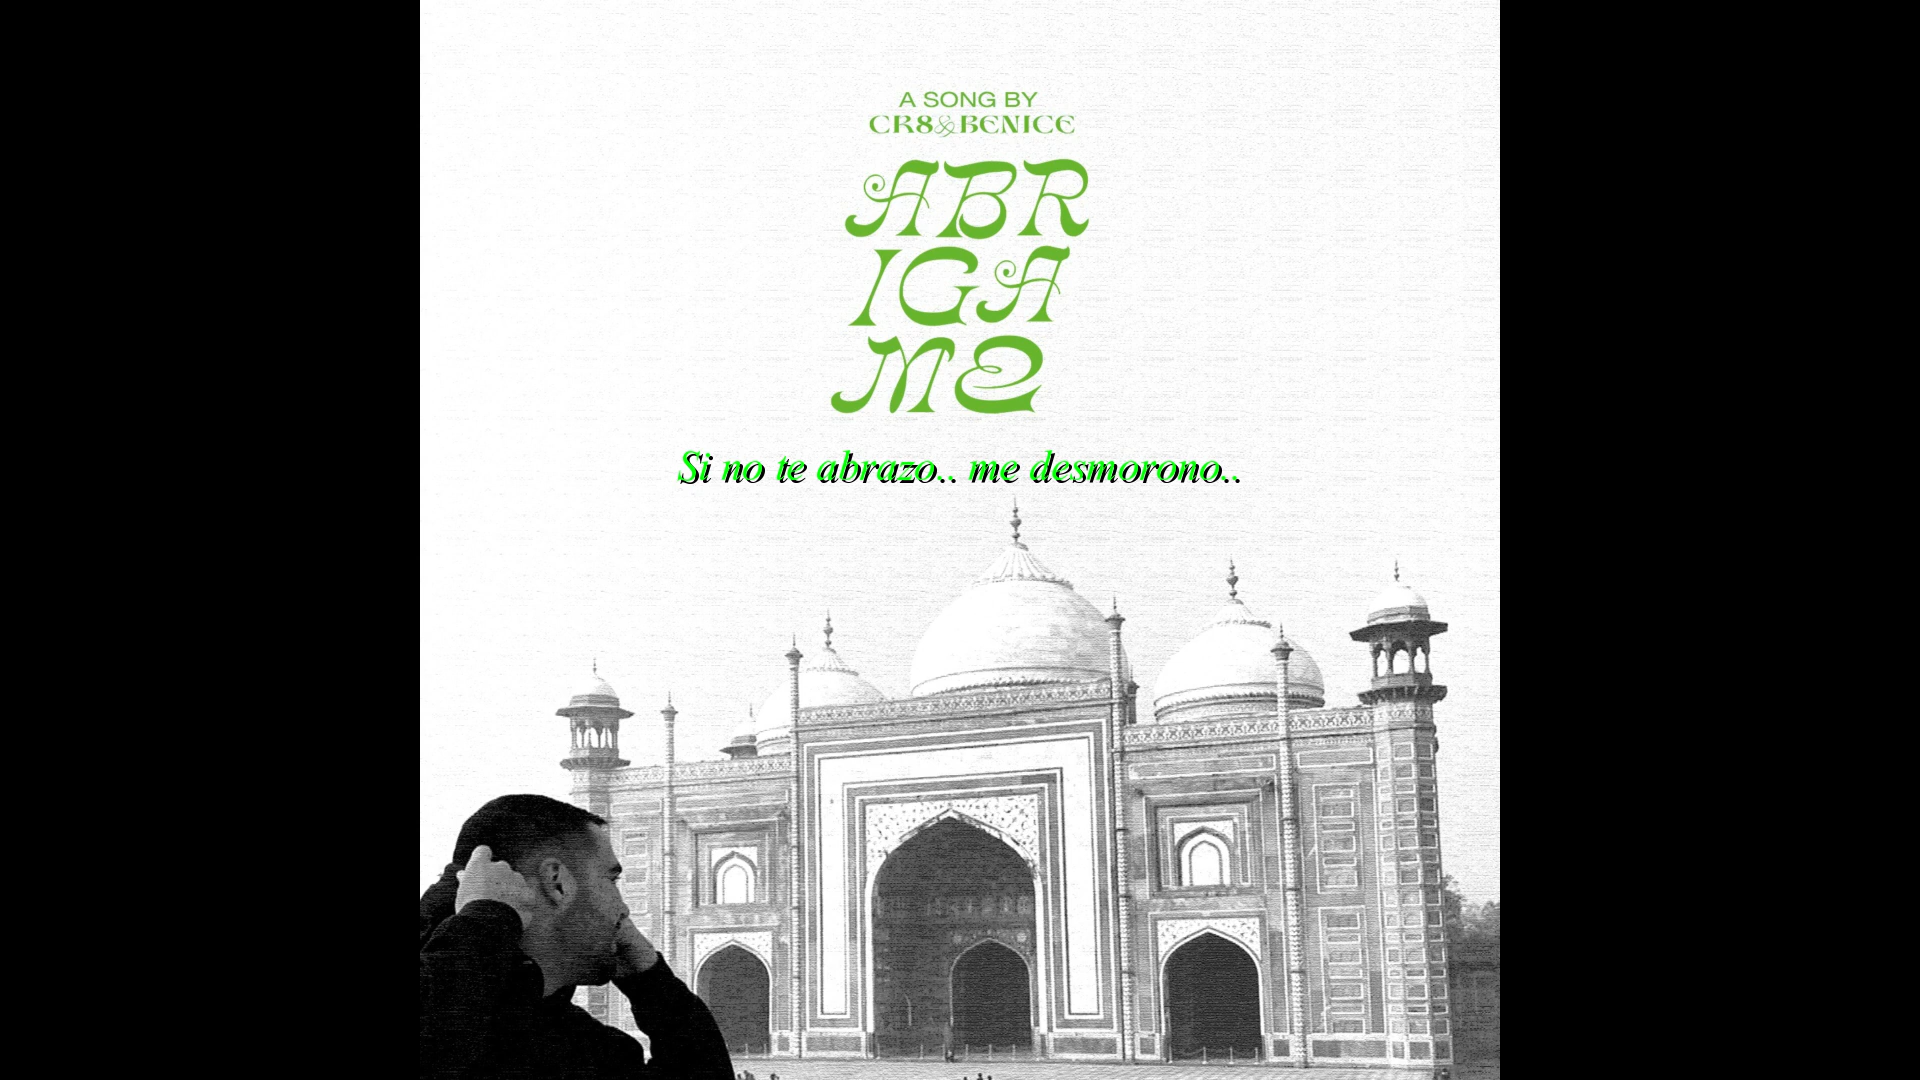 A SONG BY
CR8&BENICE
ABR
IGA
ME
Si no te abrazo.. me desmorono..